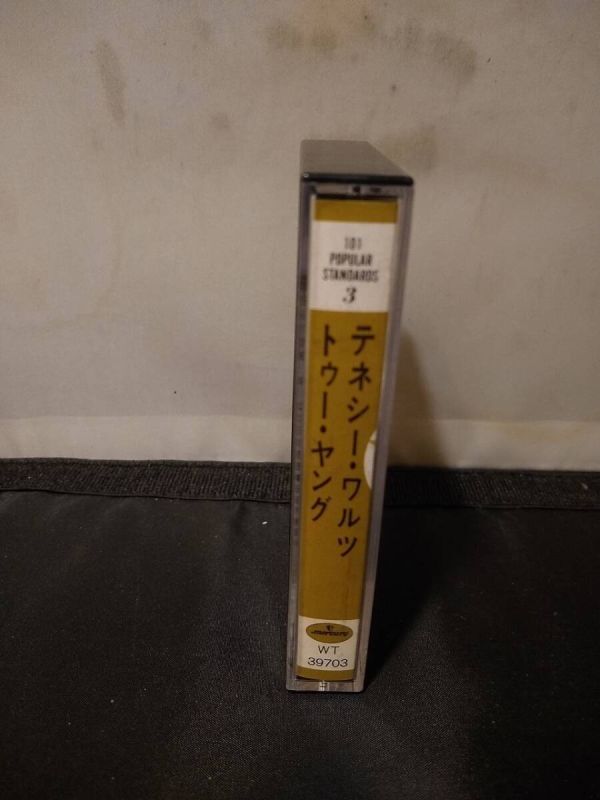 101
POPULAR
STANDARDS
3
テネシー・ワルツ
トゥー・ヤング
mercury
WT
39703